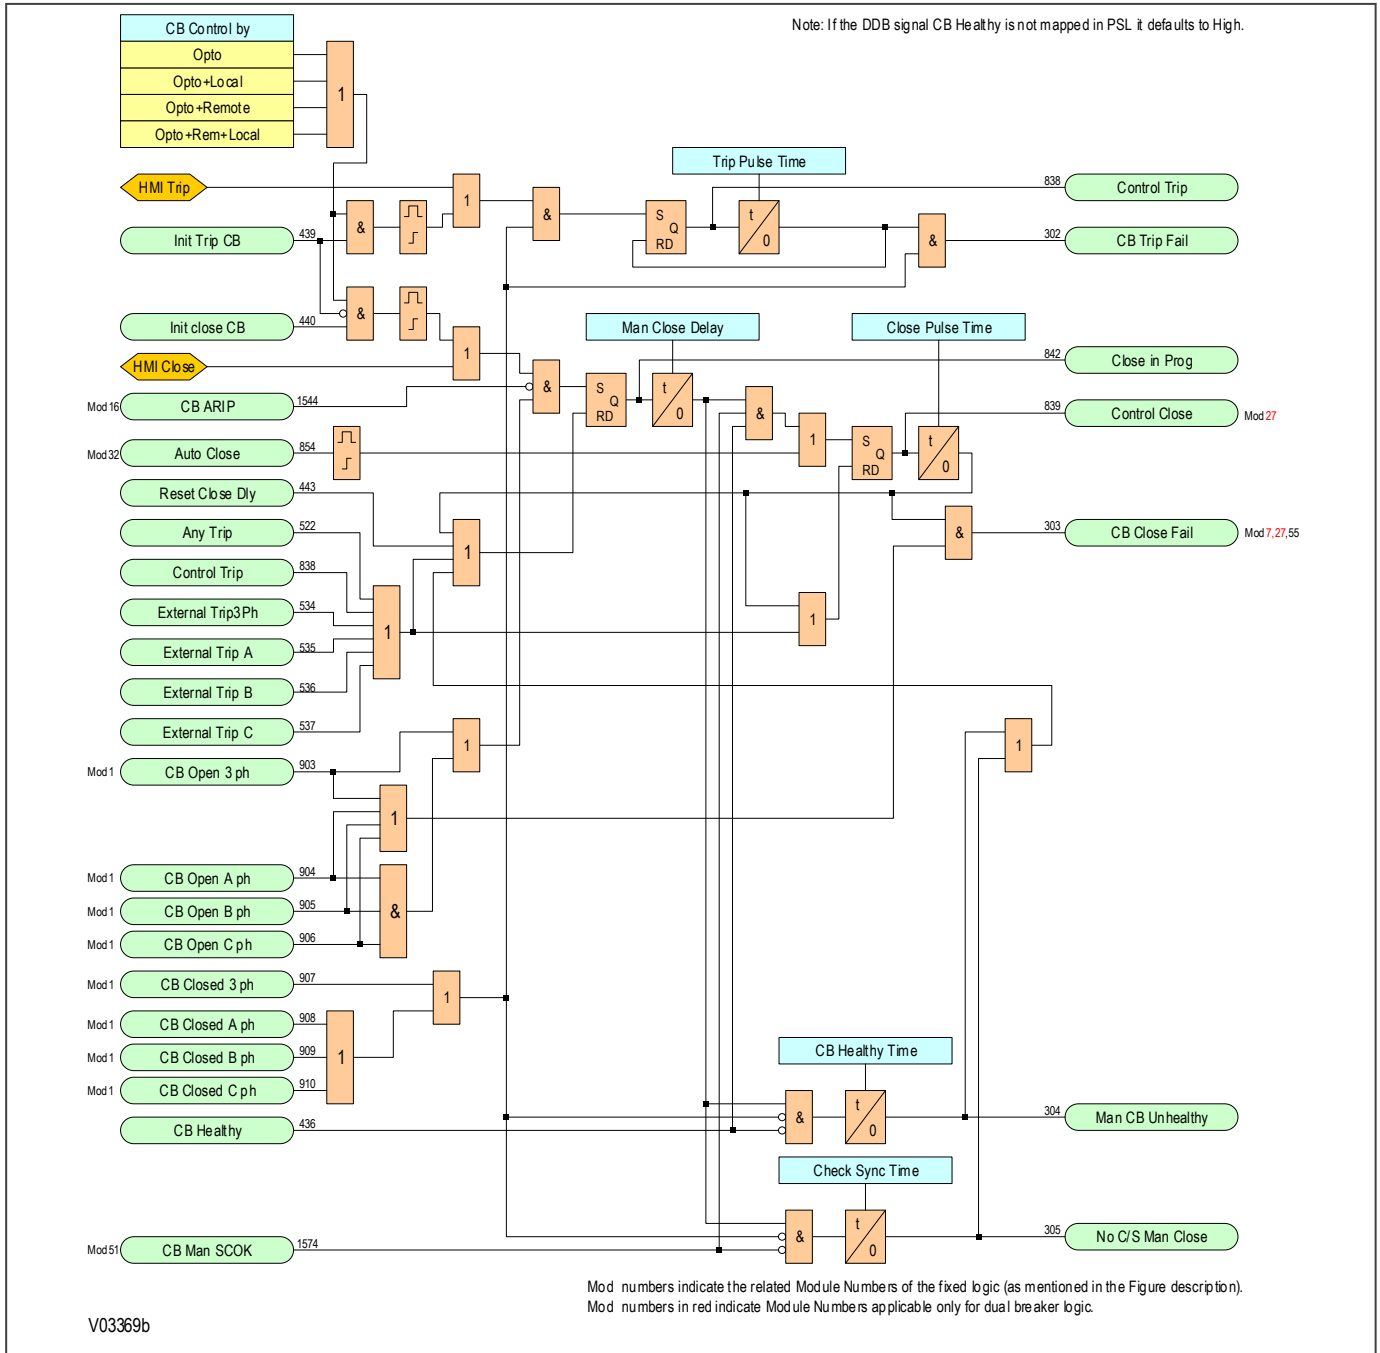 CB Control by
Note: If the DDB signal CB Healthy is not mapped in PSL it defaults to High.
Opto
Opto+Local
1
Opto+Remote
Opto+Rem+Local
Trip Pulse Time
HMI Trip
1
838
Control Trip
&
&
S
Q
RD
t
0
Init Trip CB
439
&
302
CB Trip Fail
&
Init close CB
440
Man Close Delay
Close Pulse Time
1
842
Close in Prog
HMI Close
&
S
Q
RD
t
0
Mod 16
CB ARIP
1544
&
839
Control Close
Mod 27
1
S
Q
RD
t
0
Mod 32
Auto Close
854
Reset Close Dly
443
Any Trip
522
1
&
303
CB Close Fail
Mod 7,27,55
Control Trip
838
External Trip3Ph
534
1
1
External Trip A
535
External Trip B
536
External Trip C
537
1
1
Mod 1
CB Open 3 ph
903
1
Mod 1
CB Open A ph
904
Mod 1
CB Open B ph
905
&
Mod 1
CB Open C ph
906
Mod 1
CB Closed 3 ph
907
1
Mod 1
CB Closed A ph
908
Mod 1
CB Closed B ph
909
1
CB Healthy Time
Mod 1
CB Closed C ph
910
&
t
0
304
Man CB Unhealthy
CB Healthy
436
Check Sync Time
&
t
0
305
No C/S Man Close
Mod 51
CB Man SCOK
1574
Mod numbers indicate the related Module Numbers of the fixed logic (as mentioned in the Figure description).
Mod numbers in red indicate Module Numbers applicable only for dual breaker logic.
V03369b